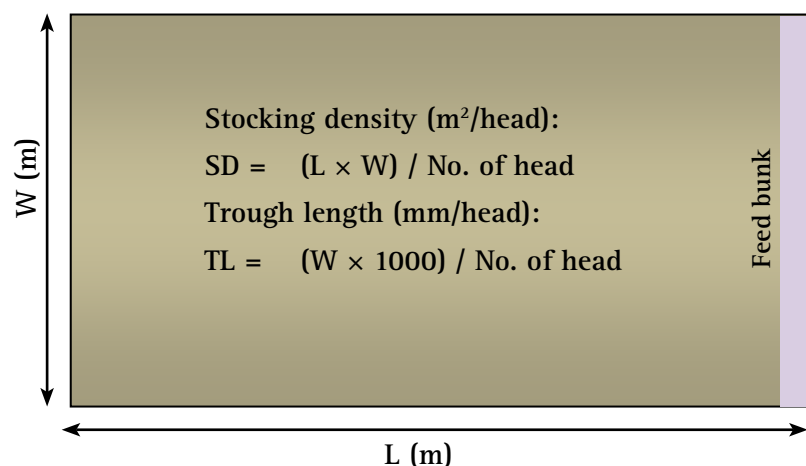 W (m)
Stocking density (m²/head):
SD = (L × W) / No. of head
Trough length (mm/head):
TL = (W × 1000) / No. of head
Feed bunk
L (m)